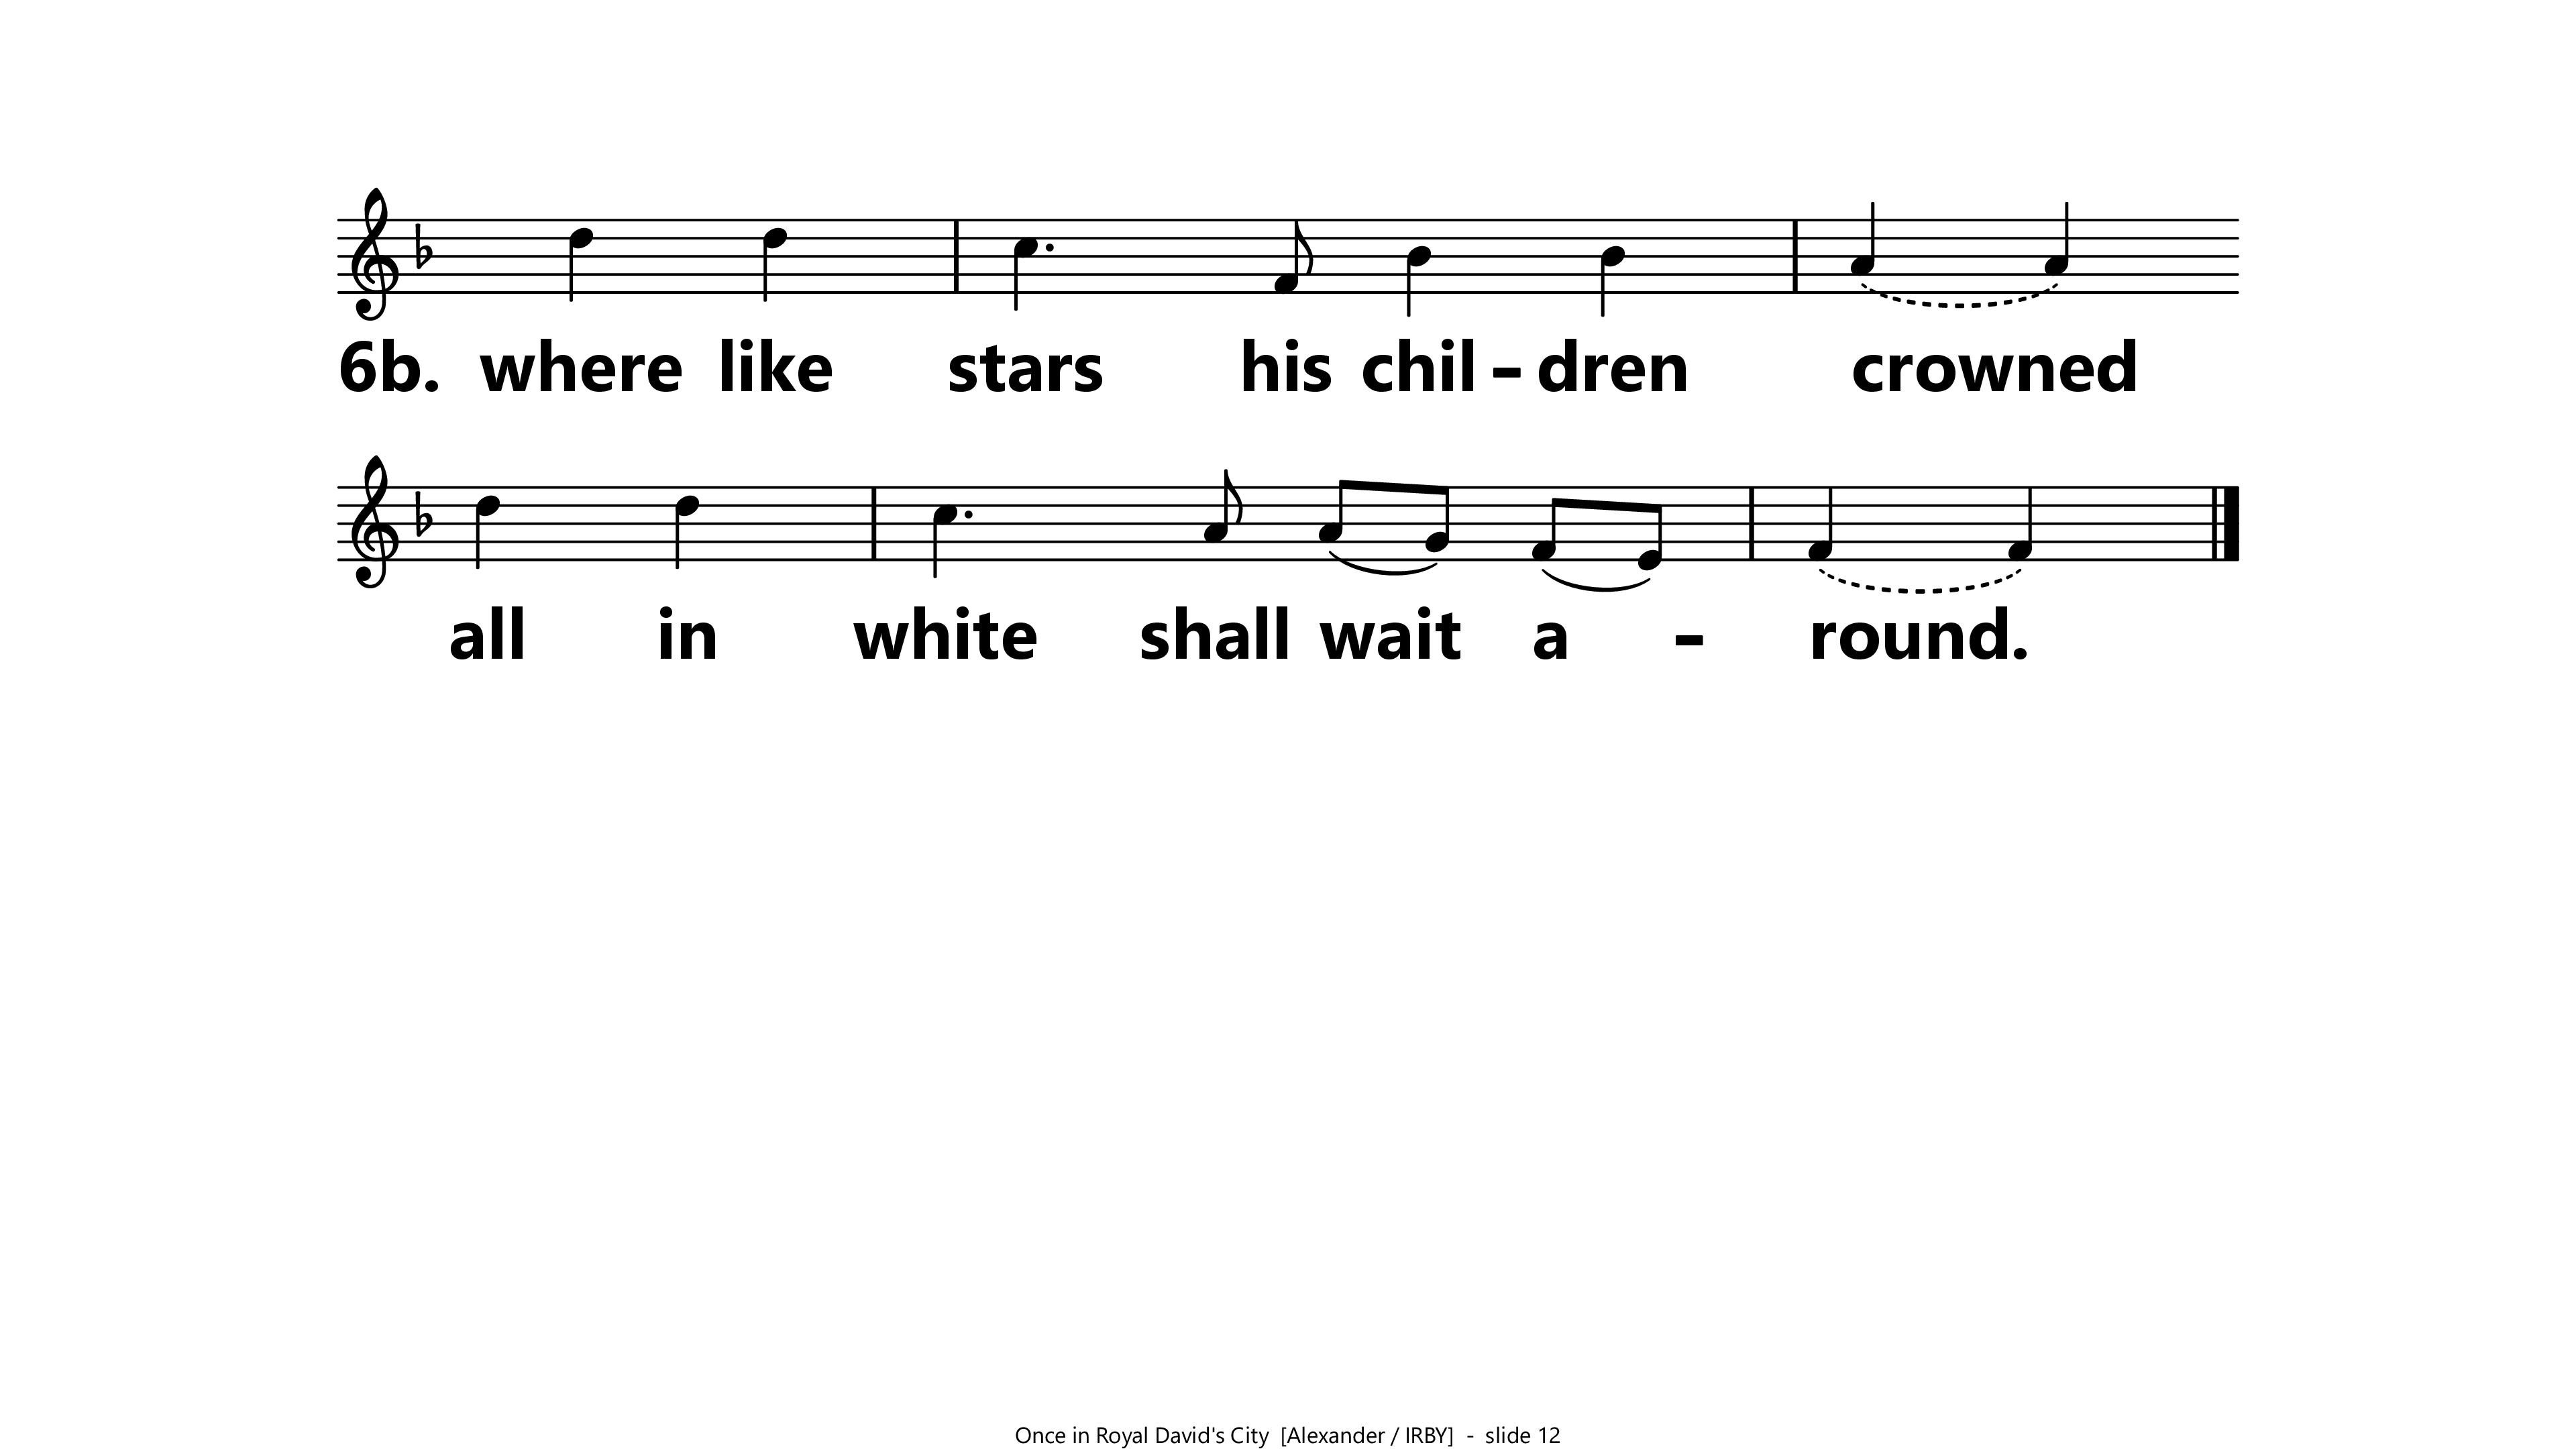 6b. where like stars his chil - dren crowned
all in white shall wait a - round.
Once in Royal David's City [Alexander / IRBY] - slide 12